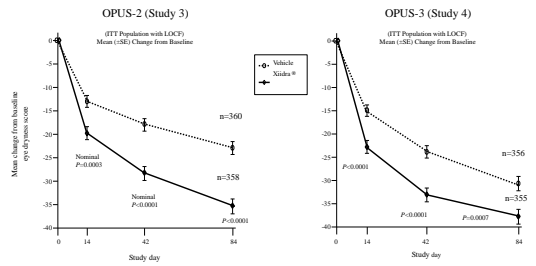 OPUS-2 (Study 3)
(ITT Population with LOCF)
Mean (±SE) Change from Baseline
0
-5
-10
-15
-20
-25
-30
-35
-40
Mean change from baseline
eye dryness score
n=360
n=358
Nominal
P=0.0003
Nominal
P<0.0001
P<0.0001
0
14
42
84
Study day
Vehicle
Xiidra®
OPUS-3 (Study 4)
(ITT Population with LOCF)
Mean (±SE) Change from Baseline
0
-5
-10
-15
-20
-25
-30
-35
-40
n=356
n=355
P<0.0001
P<0.0001
P=0.0007
0
14
42
84
Study day